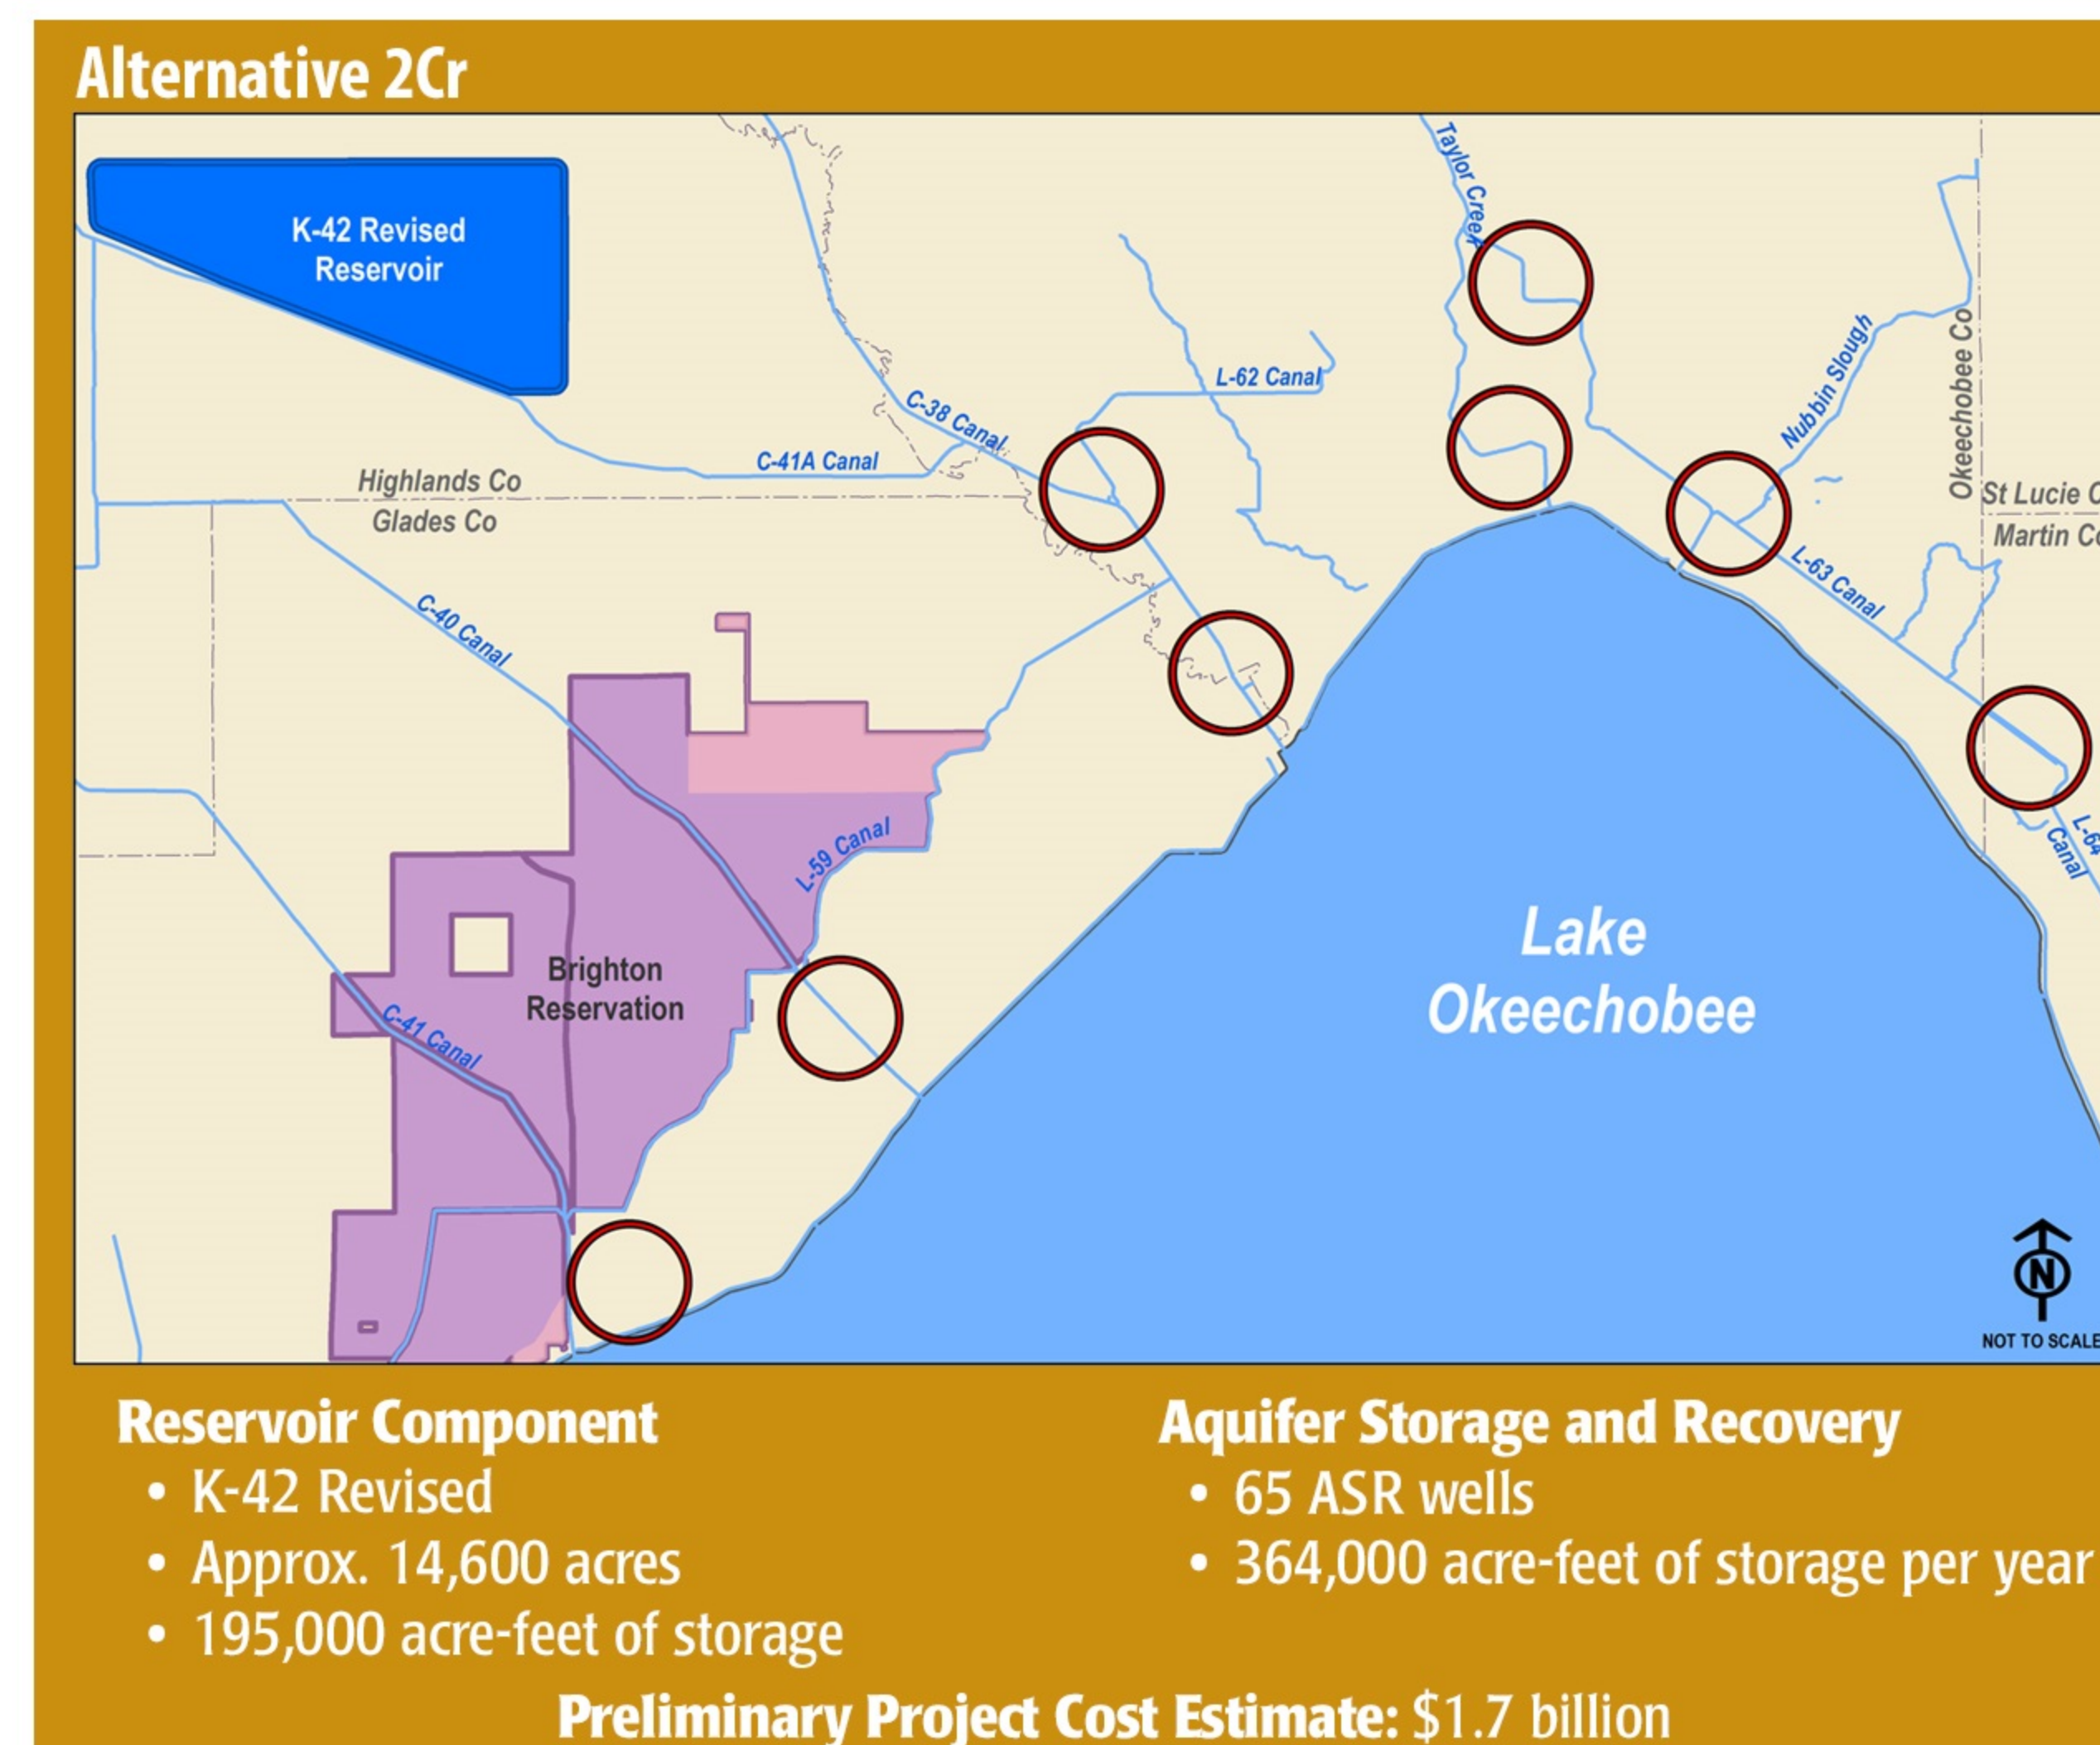 Alternative 2Cr
K-42 Revised
Reservoir
Taylor Creek
L-62 Canal
C-38 Canal
C-41A Canal
Nubbin Slough
Okeechobee Co
Highlands Co
Glades Co
St Lucie C
Martin Co
L-63 Canal
C-40 Canal
L-59 Canal
L-64
Canal
Lake
Okeechobee
Brighton
Reservation
C-41 Canal
N
NOT TO SCALE
Reservoir Component
• K-42 Revised
• Approx. 14,600 acres
• 195,000 acre-feet of storage
Aquifer Storage and Recovery
• 65 ASR wells
• 364,000 acre-feet of storage per year
Preliminary Project Cost Estimate: $1.7 billion